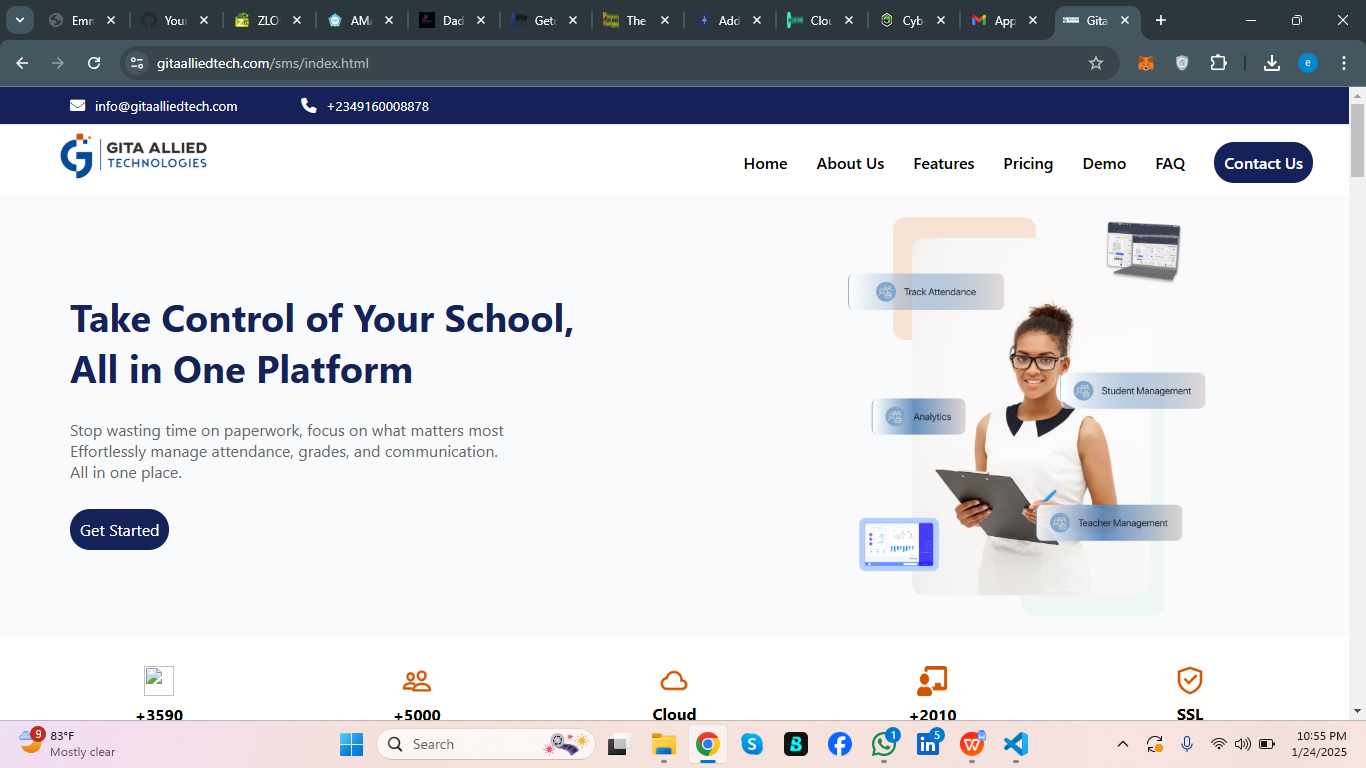 Emn
Your
ZLO
AMA
Dad
Get
The
Add
Clou
Cyb
App
Gita
gitaalliedtech.com/sms/index.html
e
info@gitaalliedtech.com
+2349160008878
GITA ALLIED
TECHNOLOGIES
Home
About Us
Features
Pricing
Demo
FAQ
Contact Us
Take Control of Your School,
All in One Platform
Stop wasting time on paperwork, focus on what matters most
Effortlessly manage attendance, grades, and communication.
All in one place.
Get Started
Track Attendance
Student Management
Analytics
Teacher Management
+3590
+5000
Cloud
+2010
SSL
9
83°F
Mostly clear
Search
1
5
10:55 PM
1/24/2025